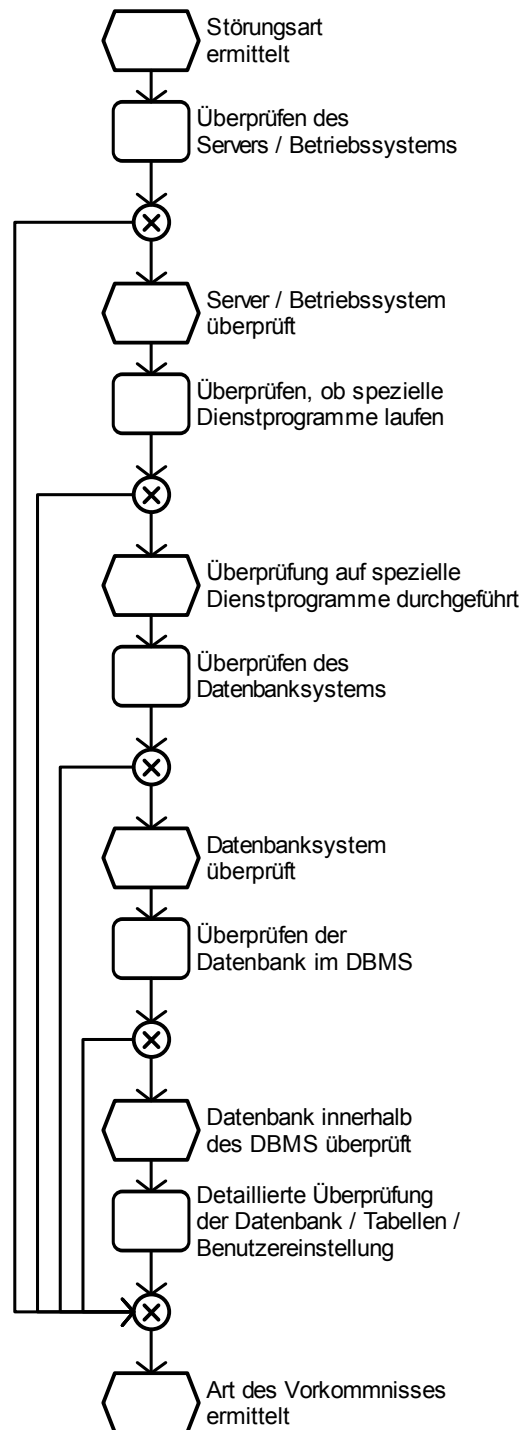 Störungsart
ermittelt
Überprüfen des
Servers / Betriebssystems
Server / Betriebssystem
überprüft
Überprüfen, ob spezielle
Dienstprogramme laufen
Überprüfung auf spezielle
Dienstprogramme durchgeführt
Überprüfen des
Datenbanksystems
Datenbanksystem
überprüft
Überprüfen der
Datenbank im DBMS
Datenbank innerhalb
des DBMS überprüft
Detaillierte Überprüfung
der Datenbank / Tabellen /
Benutzereinstellung
Art des Vorkommnisses
ermittelt